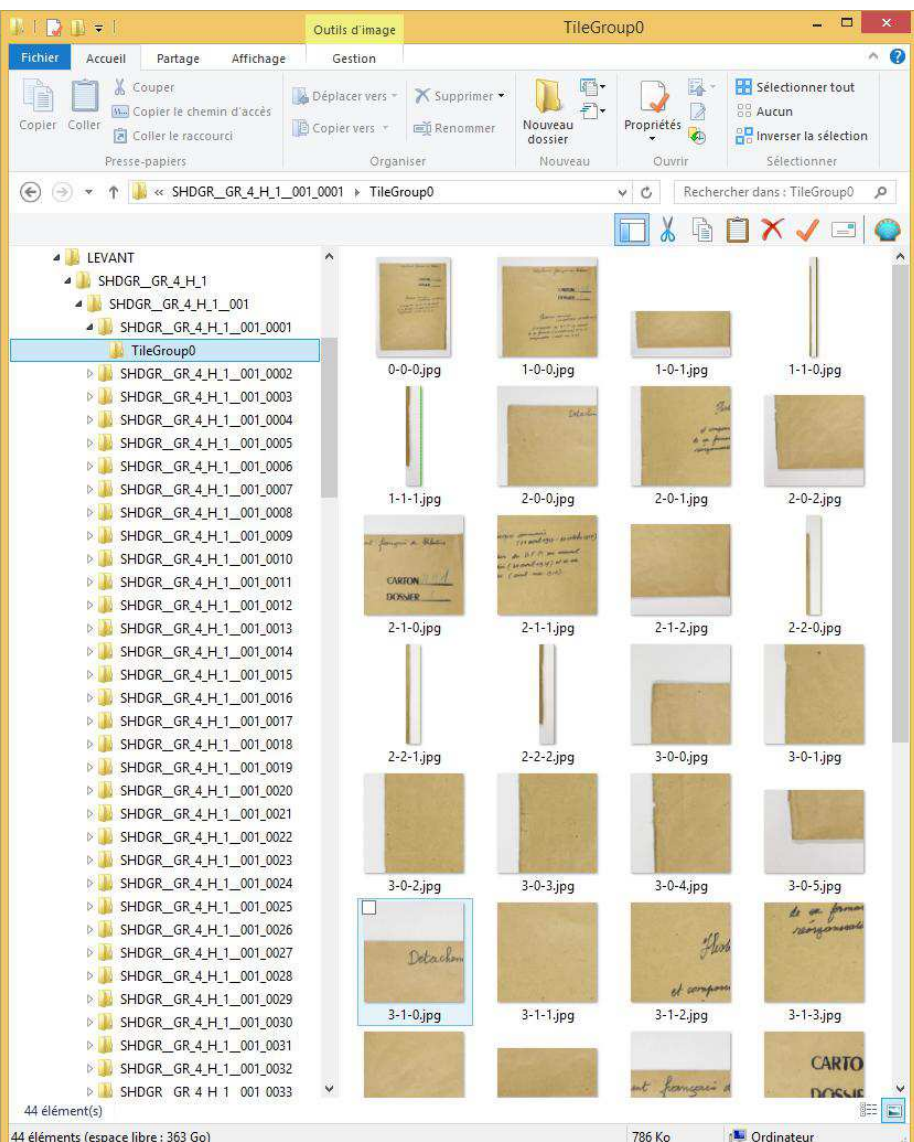 Outils d'image
TileGroup0
Fichier Accueil Partage Affichage Gestion
Copier
Coller
Couper
Copier le chemin d'accès
Coller le raccourci
Presse-papiers
Déplacer vers
Copier vers
Supprimer
Renommer
Organiser
Nouveau dossier
Nouveau
Propriétés
Ouvrir
Sélectionner tout
Aucun
Inverser la sélection
Sélectionner
« SHDGR__GR_4_H_1__001_0001 TileGroup0
Rechercher dans : TileGroup0
LEVANT
SHDGR__GR_4_H_1
SHDGR__GR_4_H_1__001
SHDGR__GR_4_H_1__001_0001
TileGroup0
SHDGR__GR_4_H_1__001_0002
SHDGR__GR_4_H_1__001_0003
SHDGR__GR_4_H_1__001_0004
SHDGR__GR_4_H_1__001_0005
SHDGR__GR_4_H_1__001_0006
SHDGR__GR_4_H_1__001_0007
SHDGR__GR_4_H_1__001_0008
SHDGR__GR_4_H_1__001_0009
SHDGR__GR_4_H_1__001_0010
SHDGR__GR_4_H_1__001_0011
SHDGR__GR_4_H_1__001_0012
SHDGR__GR_4_H_1__001_0013
SHDGR__GR_4_H_1__001_0014
SHDGR__GR_4_H_1__001_0015
SHDGR__GR_4_H_1__001_0016
SHDGR__GR_4_H_1__001_0017
SHDGR__GR_4_H_1__001_0018
SHDGR__GR_4_H_1__001_0019
SHDGR__GR_4_H_1__001_0020
SHDGR__GR_4_H_1__001_0021
SHDGR__GR_4_H_1__001_0022
SHDGR__GR_4_H_1__001_0023
SHDGR__GR_4_H_1__001_0024
SHDGR__GR_4_H_1__001_0025
SHDGR__GR_4_H_1__001_0026
SHDGR__GR_4_H_1__001_0027
SHDGR__GR_4_H_1__001_0028
SHDGR__GR_4_H_1__001_0029
SHDGR__GR_4_H_1__001_0030
SHDGR__GR_4_H_1__001_0031
SHDGR__GR_4_H_1__001_0032
SHDGR__GR_4_H_1__001_0033
0-0-0.jpg 1-0-0.jpg 1-0-1.jpg 1-1-0.jpg
1-1-1.jpg 2-0-0.jpg 2-0-1.jpg 2-0-2.jpg
CARTON
DOSSIER
2-1-0.jpg 2-1-1.jpg 2-1-2.jpg 2-2-0.jpg
2-2-1.jpg 2-2-2.jpg 3-0-0.jpg 3-0-1.jpg
3-0-2.jpg 3-0-3.jpg 3-0-4.jpg 3-0-5.jpg
Detachem
et compo
de sa forma
3-1-0.jpg 3-1-1.jpg 3-1-2.jpg 3-1-3.jpg
CARTO
DOSSIE
44 élément(s)
44 éléments (espace libre : 363 Go)
786 Ko
Ordinateur